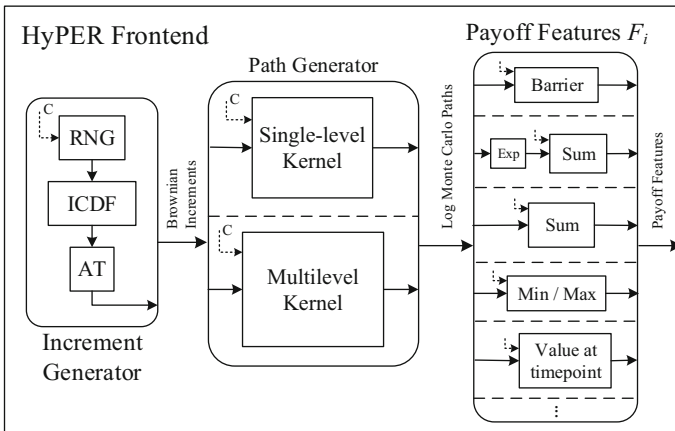 HyPER Frontend
C
RNG
ICDF
AT
Increment
Generator
Brownian
Increments
Path Generator
C
Single-level
Kernel
C
Multilevel
Kernel
Log Monte Carlo Paths
Payoff Features Fi
Barrier
Exp
Sum
Sum
Min / Max
Value at
timepoint
...
Payoff Features